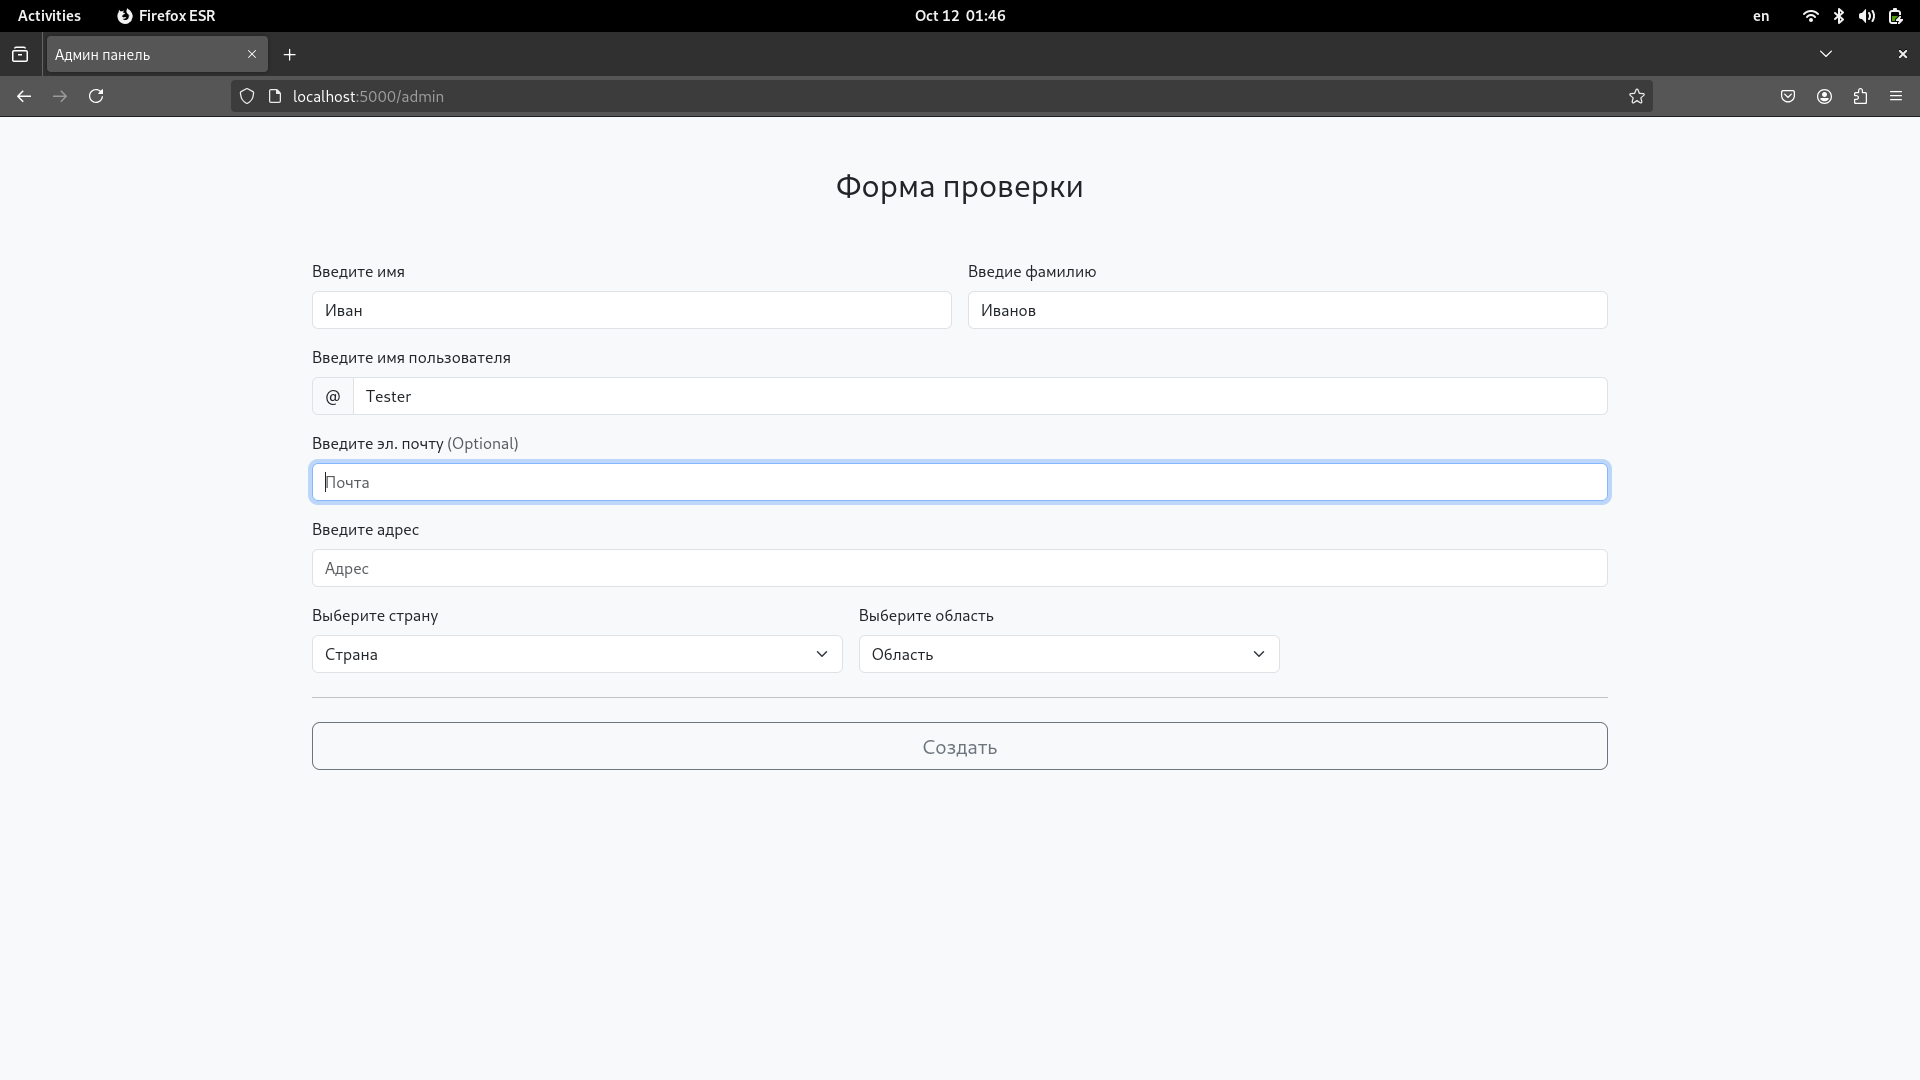 Activities Firefox ESR Oct 12 01:46 en
Админ панель
localhost:5000/admin
Форма проверки
Введите имя Введие фамилию
Иван Иванов
Введите имя пользователя
@ Tester
Введите эл. почту (Optional)
Почта
Введите адрес
Адрес
Выберите страну Выберите область
Страна Область
Создать